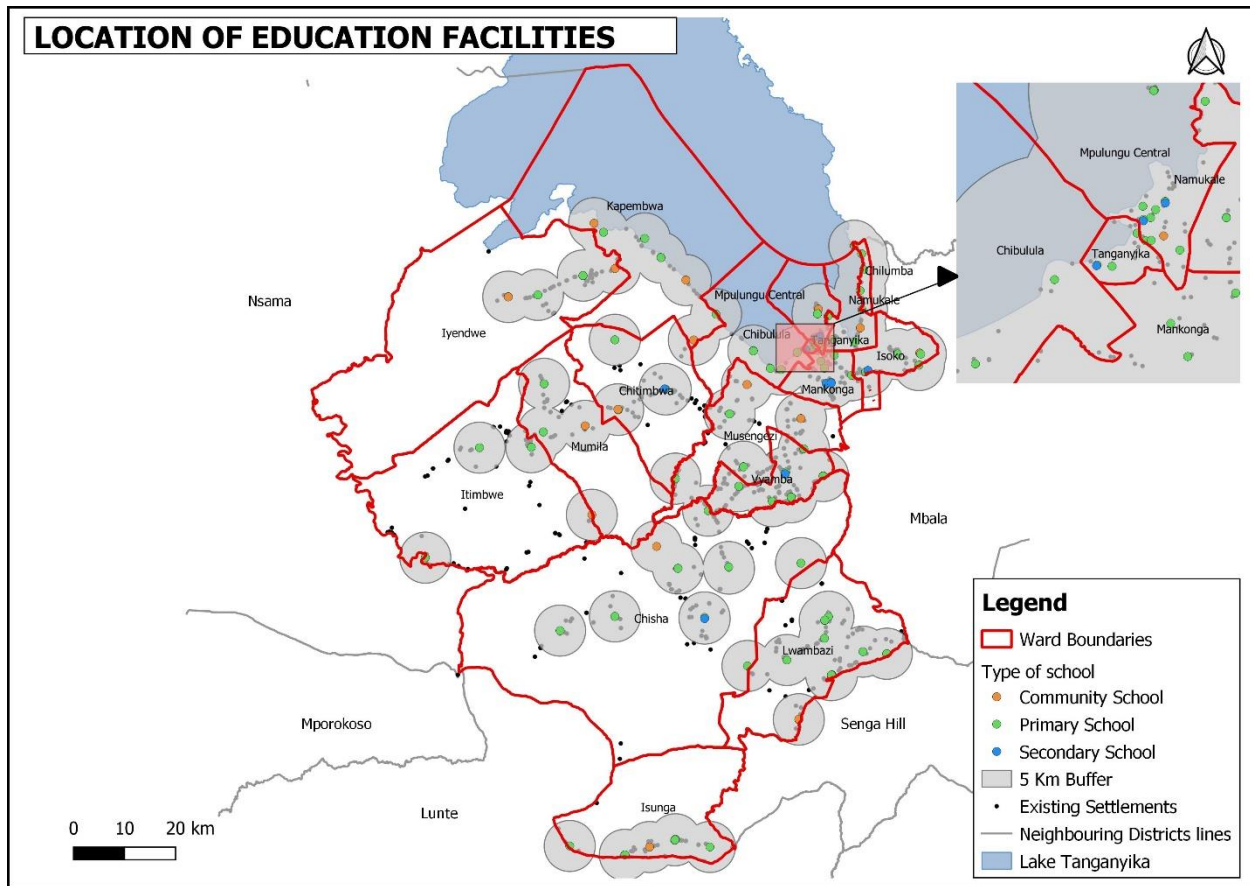 LOCATION OF EDUCATION FACILITIES
Kapembwa
Nsama
Iyendwe
Mpulungu Central
Chilumba
Namukale
Chibulula
Tanganyika
Isoko
Chitimbwa
Mankonga
Mumila
Musengezi
Vyamba
Itimbwe
Mbala
Chisha
Lwambazi
Mporokoso
Senga Hill
Lunte
Isunga
0 10 20 km
Mpulungu Central
Namukale
Chibulula
Tanganyika
Mankonga
Legend
Ward Boundaries
Type of school
Community School
Primary School
Secondary School
5 Km Buffer
Existing Settlements
Neighbouring Districts lines
Lake Tanganyika